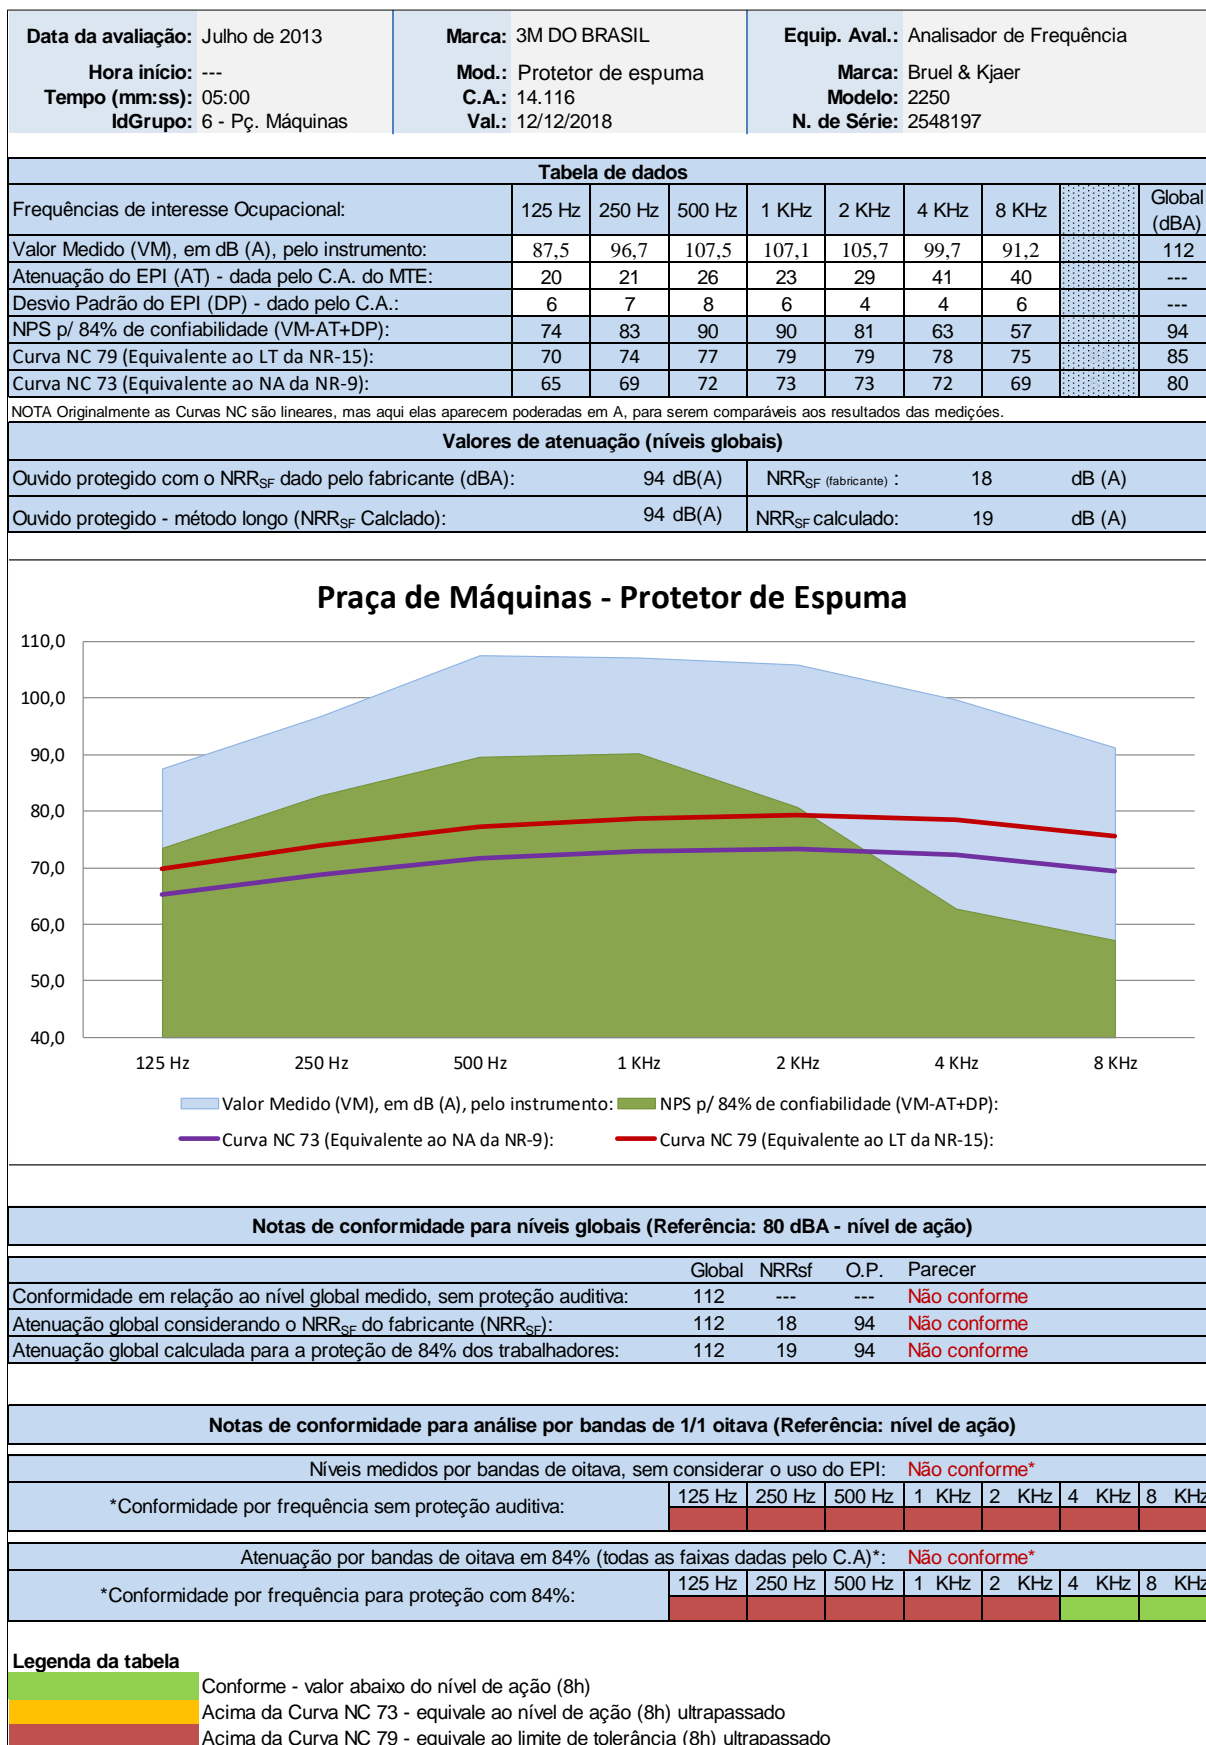 Data da avaliação: Julho de 2013 Marca: 3M DO BRASIL Equip. Aval.: Analisador de Frequência
Hora início: --- Mod.: Protetor de espuma Marca: Bruel & Kjaer
Tempo (mm:ss): 05:00 C.A.: 14.116 Modelo: 2250
IdGrupo: 6 - Pç. Máquinas Val.: 12/12/2018 N. de Série: 2548197
Tabela de dados
Frequências de interesse Ocupacional: 125 Hz 250 Hz 500 Hz 1 KHz 2 KHz 4 KHz 8 KHz Global (dBA)
Valor Medido (VM), em dB (A), pelo instrumento: 87,5 96,7 107,5 107,1 105,7 99,7 91,2 112
Atenuação do EPI (AT) - dada pelo C.A. do MTE: 20 21 26 23 29 41 40 ---
Desvio Padrão do EPI (DP) - dado pelo C.A.: 6 7 8 6 4 4 6 ---
NPS p/ 84% de confiabilidade (VM-AT+DP): 74 83 90 90 81 63 57 94
Curva NC 79 (Equivalente ao LT da NR-15): 70 74 77 79 79 78 75 85
Curva NC 73 (Equivalente ao NA da NR-9): 65 69 72 73 73 72 69 80
NOTA Originalmente as Curvas NC são lineares, mas aqui elas aparecem poderadas em A, para serem comparáveis aos resultados das medições.
Valores de atenuação (níveis globais)
Ouvido protegido com o NRRSF dado pelo fabricante (dBA): 94 dB(A) NRRSF (fabricante) : 18 dB (A)
Ouvido protegido - método longo (NRRSF Calclado): 94 dB(A) NRRSF calculado: 19 dB (A)
Praça de Máquinas - Protetor de Espuma
110,0
100,0
90,0
80,0
70,0
60,0
50,0
40,0
125 Hz 250 Hz 500 Hz 1 KHz 2 KHz 4 KHz 8 KHz
Valor Medido (VM), em dB (A), pelo instrumento: NPS p/ 84% de confiabilidade (VM-AT+DP):
Curva NC 73 (Equivalente ao NA da NR-9): Curva NC 79 (Equivalente ao LT da NR-15):
Notas de conformidade para níveis globais (Referência: 80 dBA - nível de ação)
Global NRRsf O.P. Parecer
Conformidade em relação ao nível global medido, sem proteção auditiva: 112 --- --- Não conforme
Atenuação global considerando o NRRSF do fabricante (NRRSF): 112 18 94 Não conforme
Atenuação global calculada para a proteção de 84% dos trabalhadores: 112 19 94 Não conforme
Notas de conformidade para análise por bandas de 1/1 oitava (Referência: nível de ação)
Níveis medidos por bandas de oitava, sem considerar o uso do EPI: Não conforme*
*Conformidade por frequência sem proteção auditiva: 125 Hz 250 Hz 500 Hz 1 KHz 2 KHz 4 KHz 8 KHz
Atenuação por bandas de oitava em 84% (todas as faixas dadas pelo C.A)*: Não conforme*
*Conformidade por frequência para proteção com 84%: 125 Hz 250 Hz 500 Hz 1 KHz 2 KHz 4 KHz 8 KHz
Legenda da tabela
Conforme - valor abaixo do nível de ação (8h)
Acima da Curva NC 73 - equivale ao nível de ação (8h) ultrapassado
Acima da Curva NC 79 - equivale ao limite de tolerância (8h) ultrapassado